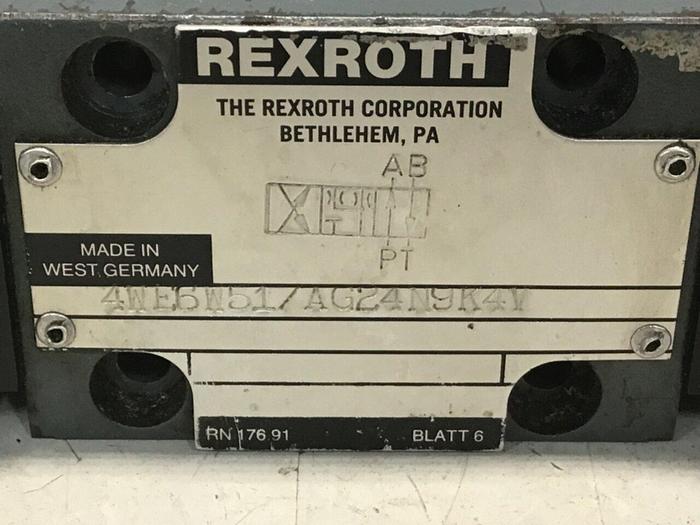 REXROTH
THE REXROTH CORPORATION
BETHLEHEM, PA
AB
PT
MADE IN
WEST GERMANY
4WE6W51/AG24N9K4V
RN 176.91
BLATT 6